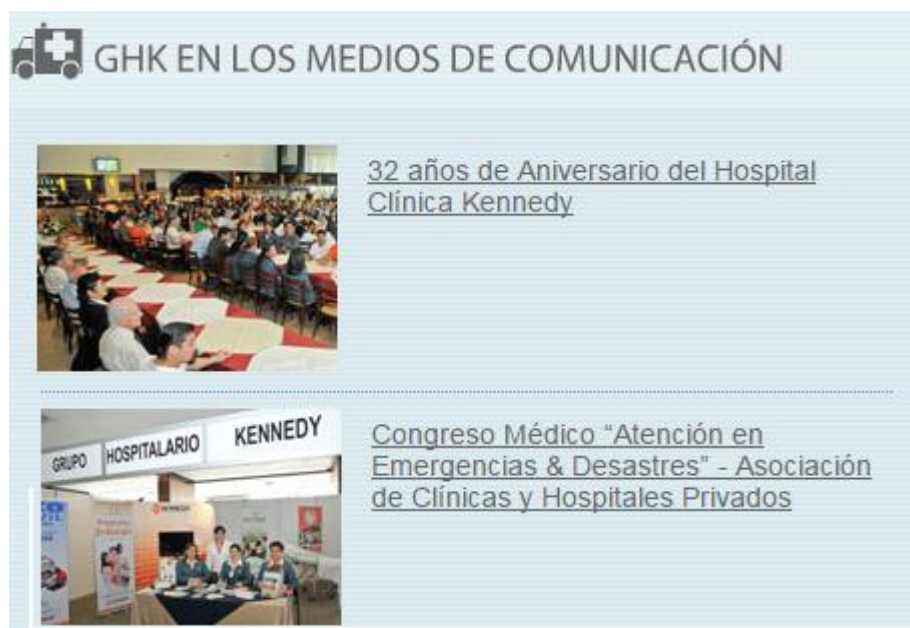 GHK EN LOS MEDIOS DE COMUNICACIÓN
32 años de Aniversario del Hospital
Clínica Kennedy
GRUPO HOSPITALARIO KENNEDY
Congreso Médico “Atención en
Emergencias & Desastres” - Asociación
de Clínicas y Hospitales Privados